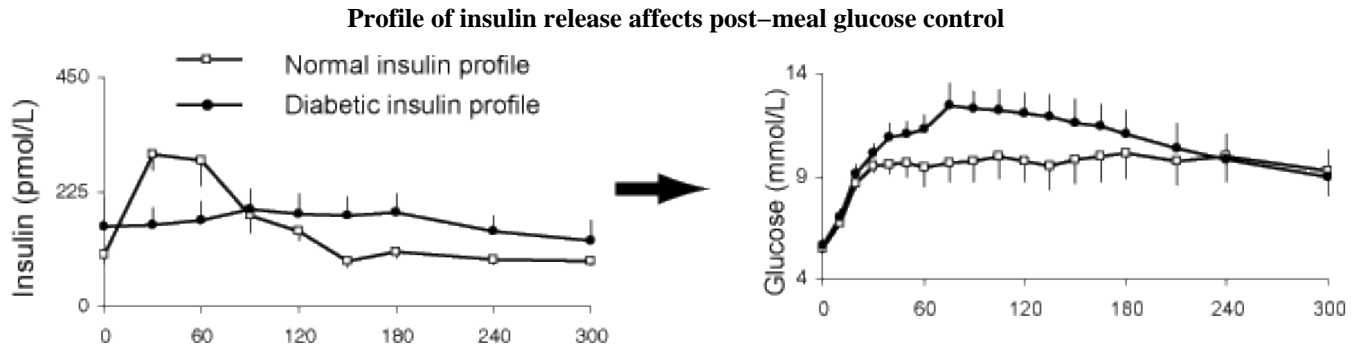 Profile of insulin release affects post–meal glucose control
Normal insulin profile
Diabetic insulin profile
Insulin (pmol/L)
450
225
0
0 60 120 180 240 300
Glucose (mmol/L)
14
9
4
0 60 120 180 240 300